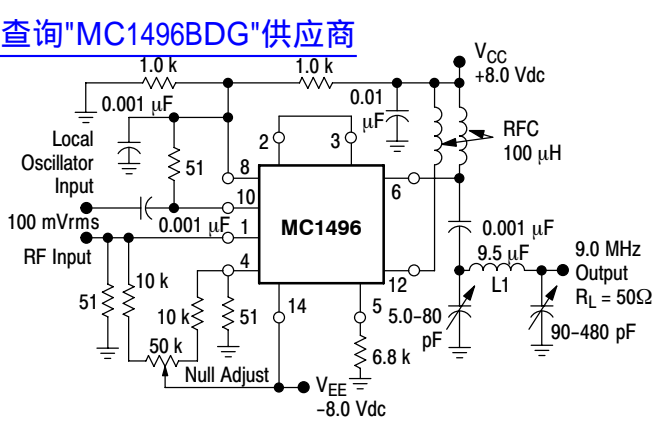 查询"MC1496BDG"供应商
1.0 k
1.0 k
VCC
+8.0 Vdc
0.001 µF
0.01
µF
Local
Oscillator
Input
51
2
3
RFC
100 µH
8
6
10
100 mVrms
0.001 µF
1
MC1496
0.001 µF
RF Input
9.5 µF
L1
9.0 MHz
Output
RL = 50Ω
4
12
51
10 k
10 k
51
14
5
5.0–80
pF
90–480 pF
50 k
6.8 k
Null Adjust
VEE
–8.0 Vdc